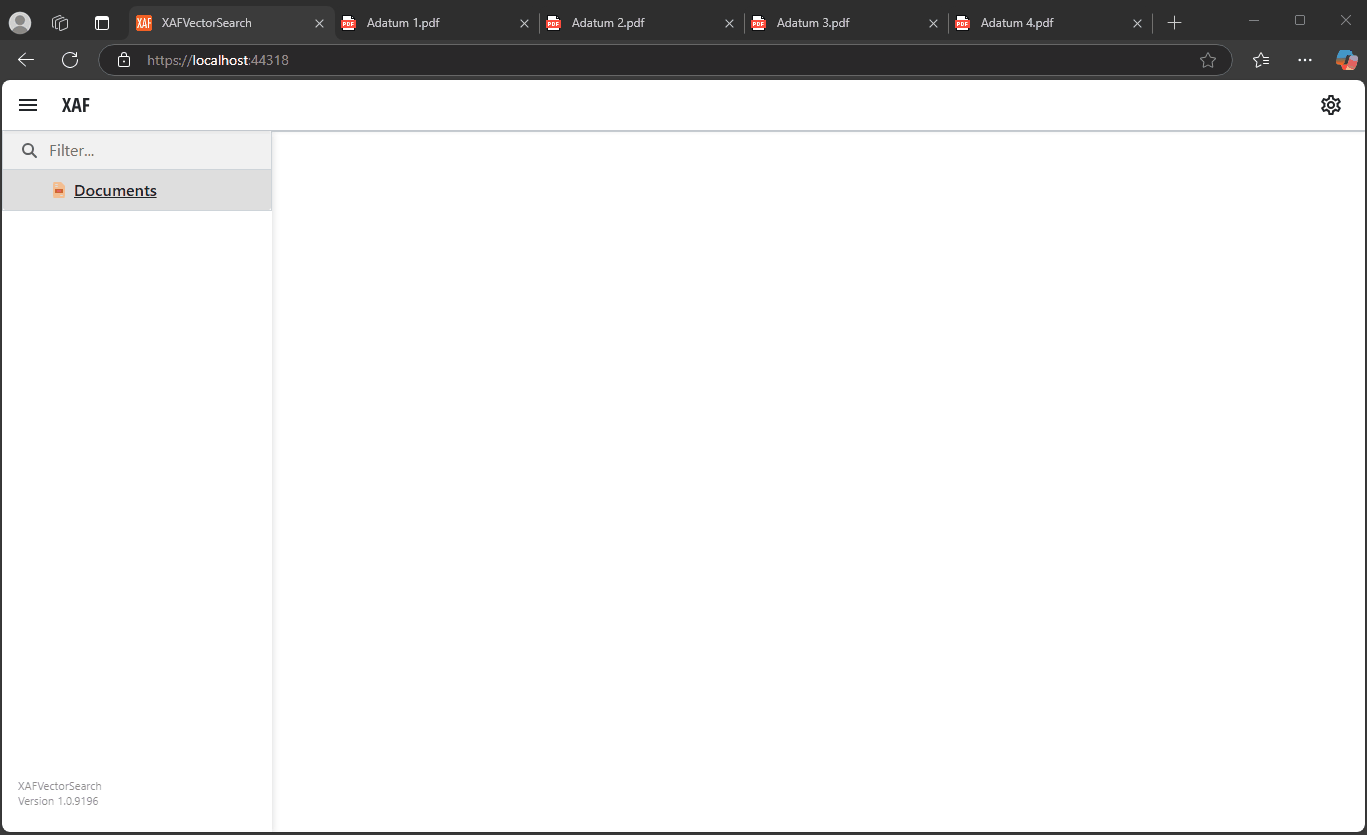 XAF XAFVectorSearch PDF Adatum 1.pdf PDF Adatum 2.pdf PDF Adatum 3.pdf PDF Adatum 4.pdf
https://localhost:44318
XAF
Filter...
Documents
XAFVectorSearch
Version 1.0.9196